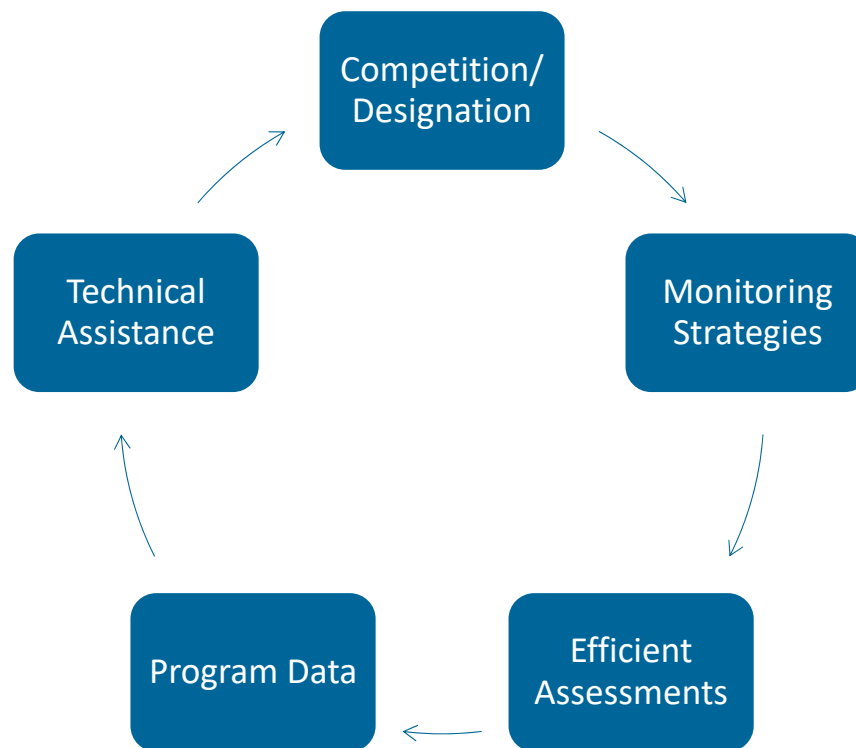 Competition/
Designation
Monitoring
Strategies
Efficient
Assessments
Program Data
Technical
Assistance